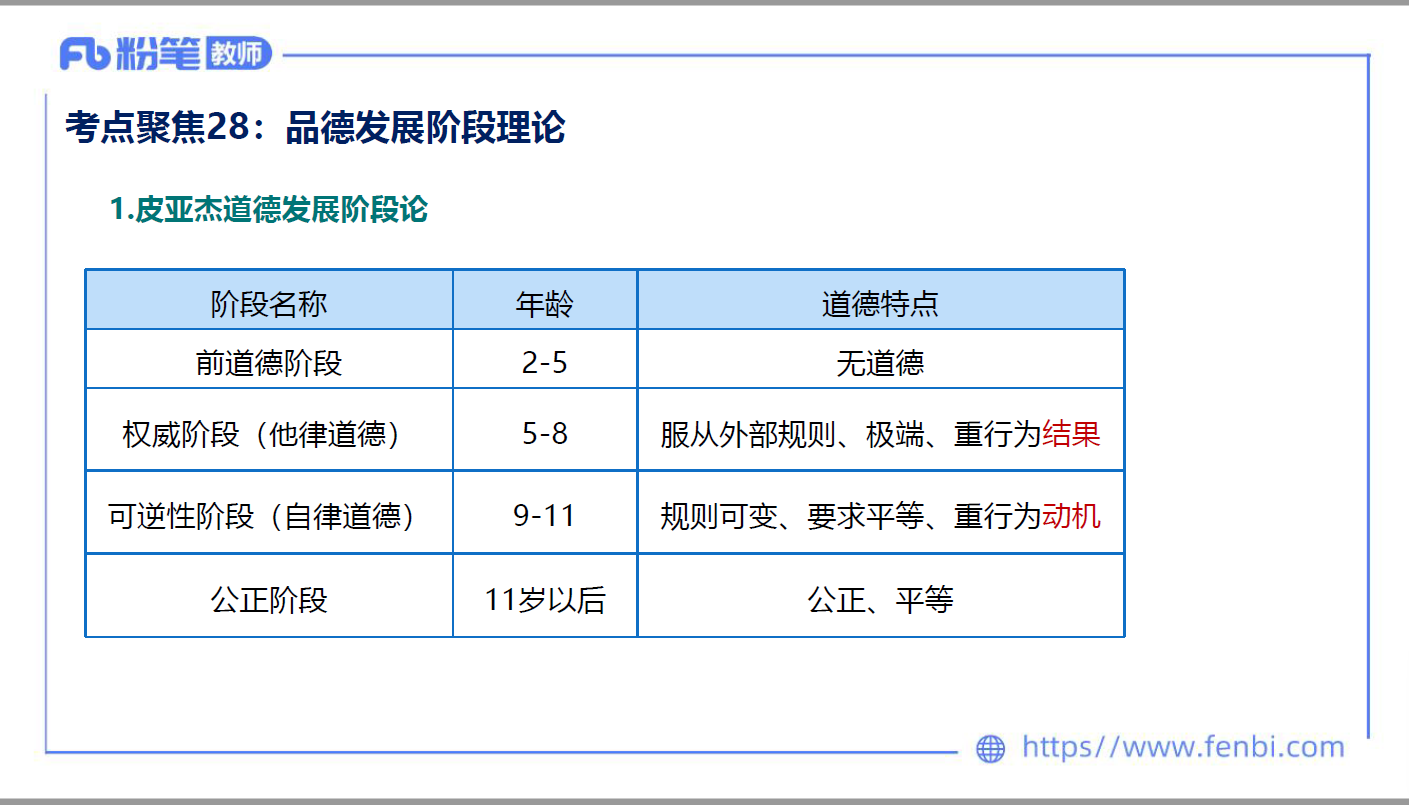 粉笔教师
考点聚焦28：品德发展阶段理论
1.皮亚杰道德发展阶段论
阶段名称 年龄 道德特点
前道德阶段 2-5 无道德
权威阶段（他律道德） 5-8 服从外部规则、极端、重行为结果
可逆性阶段（自律道德） 9-11 规则可变、要求平等、重行为动机
公正阶段 11岁以后 公正、平等
https//www.fenbi.com